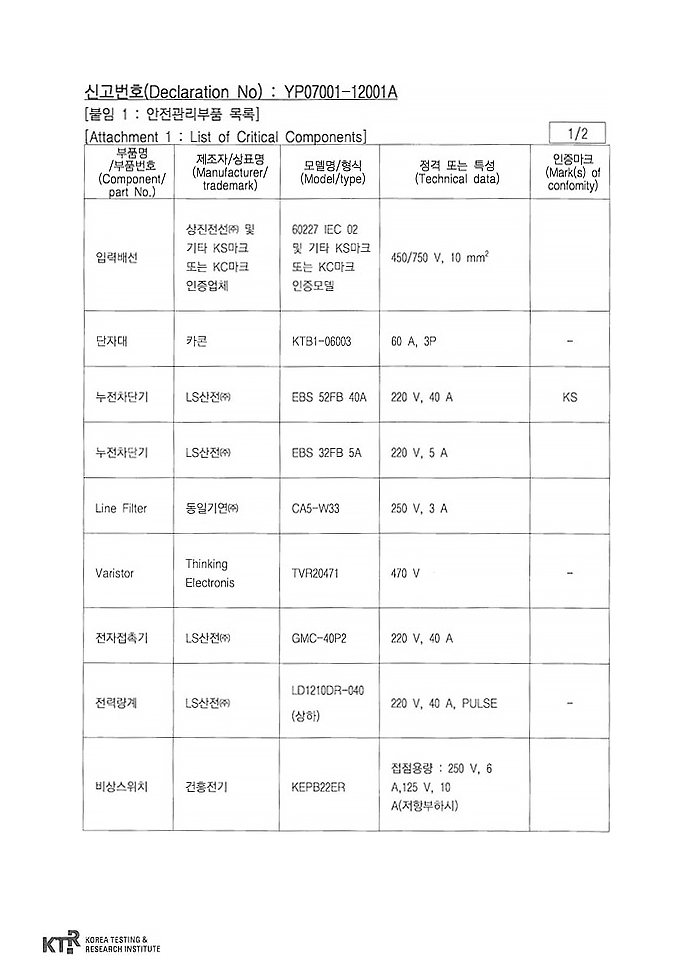 신고번호(Declaration No) : YP07001-12001A
[붙임 1 : 안전관리부품 목록]
[Attachment 1 : List of Critical Components]
1/2
부품명
/부품번호
(Component/
part No.)
제조자/상표명
(Manufacturer/
trademark)
모델명/형식
(Model/type)
정격 또는 특성
(Technical data)
인증마크
(Mark(s) of
confomity)
입력배선
상진전선㈜ 및
기타 KS마크
또는 KC마크
인증업체
60227 IEC 02
및 기타 KS마크
또는 KC마크
인증모델
450/750 V, 10 mm²
단자대
카콘
KTB1-06003
60 A, 3P
-
누전차단기
LS산전㈜
EBS 52FB 40A
220 V, 40 A
KS
누전차단기
LS산전㈜
EBS 32FB 5A
220 V, 5 A
Line Filter
동일기연㈜
CA5-W33
250 V, 3 A
Varistor
Thinking
Electronis
TVR20471
470 V
-
전자접촉기
LS산전㈜
GMC-40P2
220 V, 40 A
전력량계
LS산전㈜
LD1210DR-040
(상하)
220 V, 40 A, PULSE
-
비상스위치
건흥전기
KEPB22ER
접점용량 : 250 V, 6
A,125 V, 10
A(저항부하시)
KTR KOREA TESTING &
RESEARCH INSTITUTE